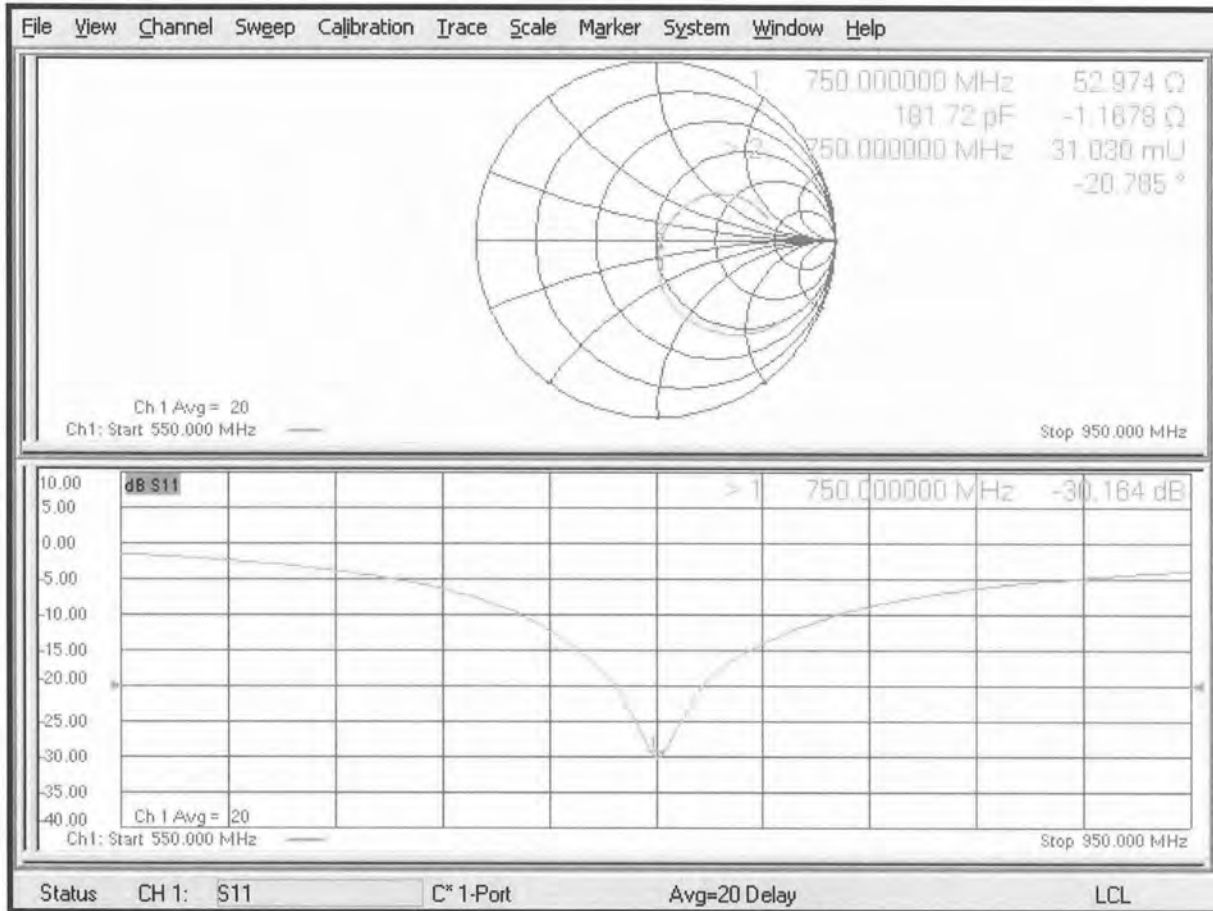 File View Channel Sweep Calibration Trace Scale Marker System Window Help
1 750.000000 MHz 52.974 Ω
181.72 pF -1.1678 Ω
> 2 750.000000 MHz 31.030 mU
-20.785 °
Ch 1 Avg = 20
Ch1: Start 550.000 MHz
Stop 950.000 MHz
10.00
dB S11
> 1 750.000000 MHz -30.164 dB
5.00
0.00
-5.00
-10.00
-15.00
-20.00
-25.00
-30.00
-35.00
-40.00
Ch 1 Avg = 20
Ch1: Start 550.000 MHz
Stop 950.000 MHz
Status CH 1: S11 C* 1-Port Avg=20 Delay LCL